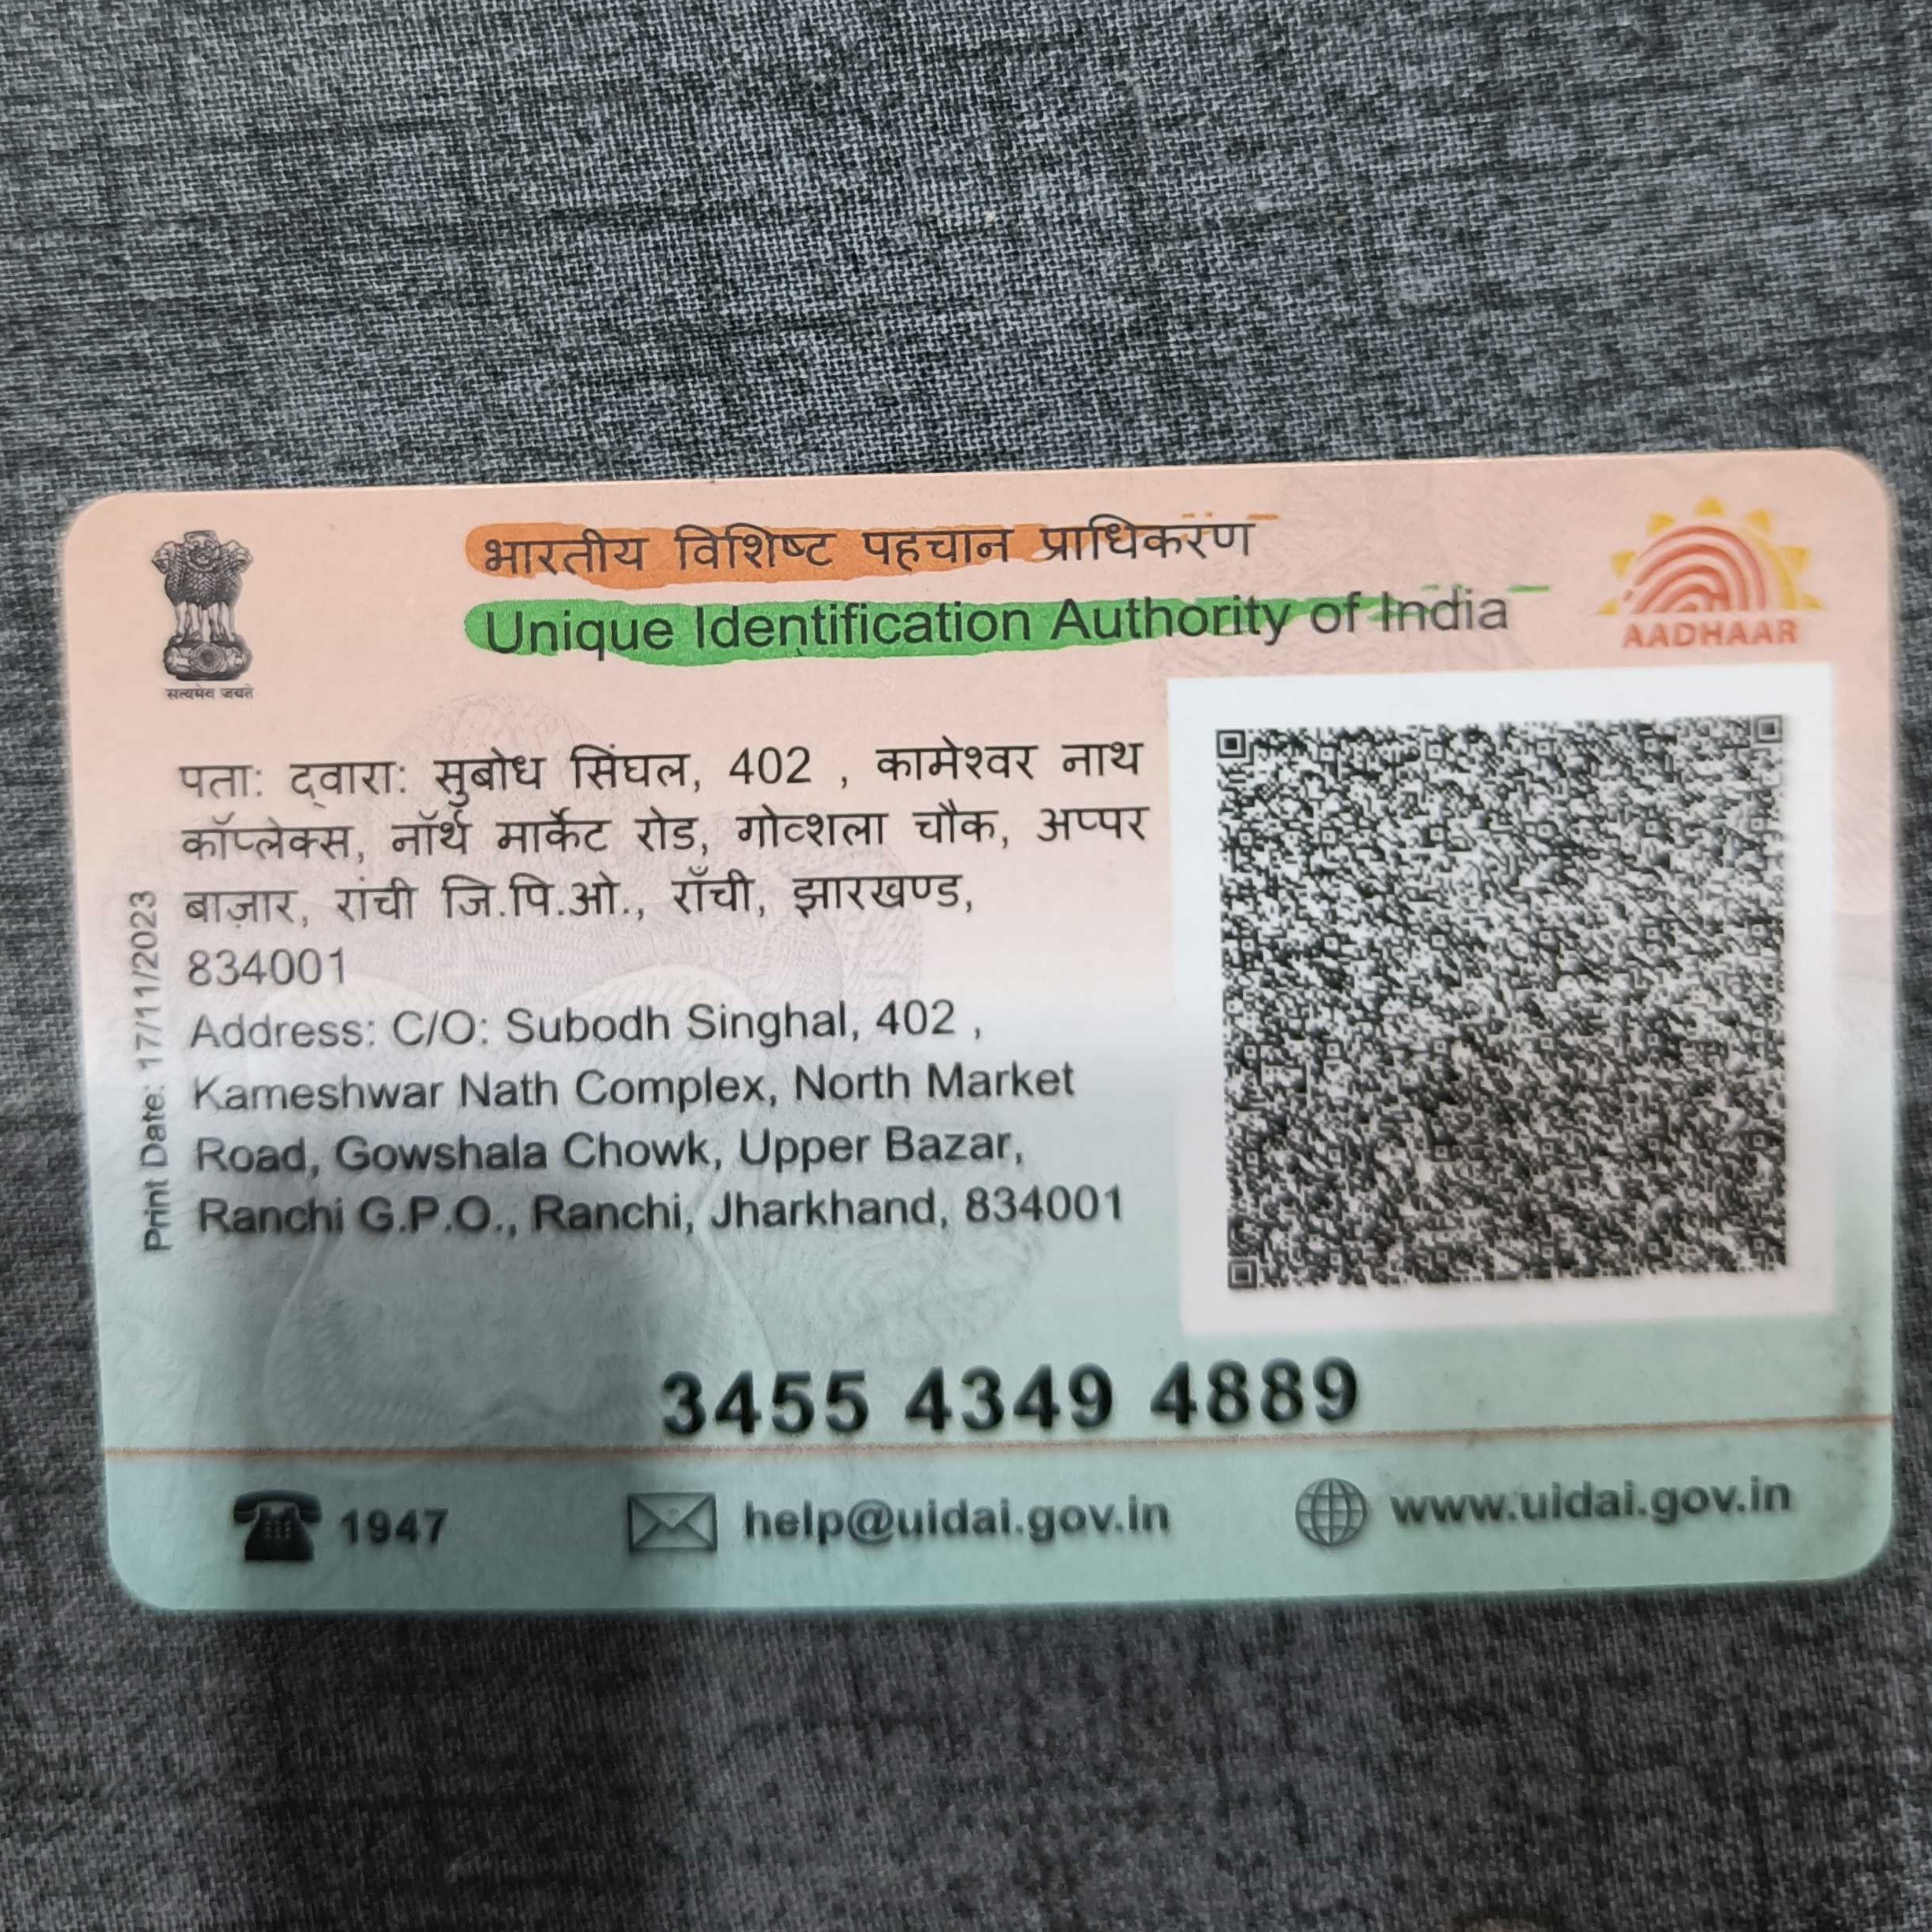 भारतीय विशिष्ट पहचान प्राधिकरण
Unique Identification Authority of India
सत्यमेव जयते
AADHAAR
पता: द्वारा: सुबोध सिंघल, 402 , कामेश्वर नाथ
कॉप्लेक्स, नॉर्थ मार्केट रोड, गोव्शला चौक, अप्पर
बाज़ार, रांची जि.पि.ओ., राँची, झारखण्ड,
834001
Address: C/O: Subodh Singhal, 402 ,
Kameshwar Nath Complex, North Market
Road, Gowshala Chowk, Upper Bazar,
Ranchi G.P.O., Ranchi, Jharkhand, 834001
Print Date: 17/11/2023
3455 4349 4889
1947
help@uidai.gov.in
www.uidai.gov.in